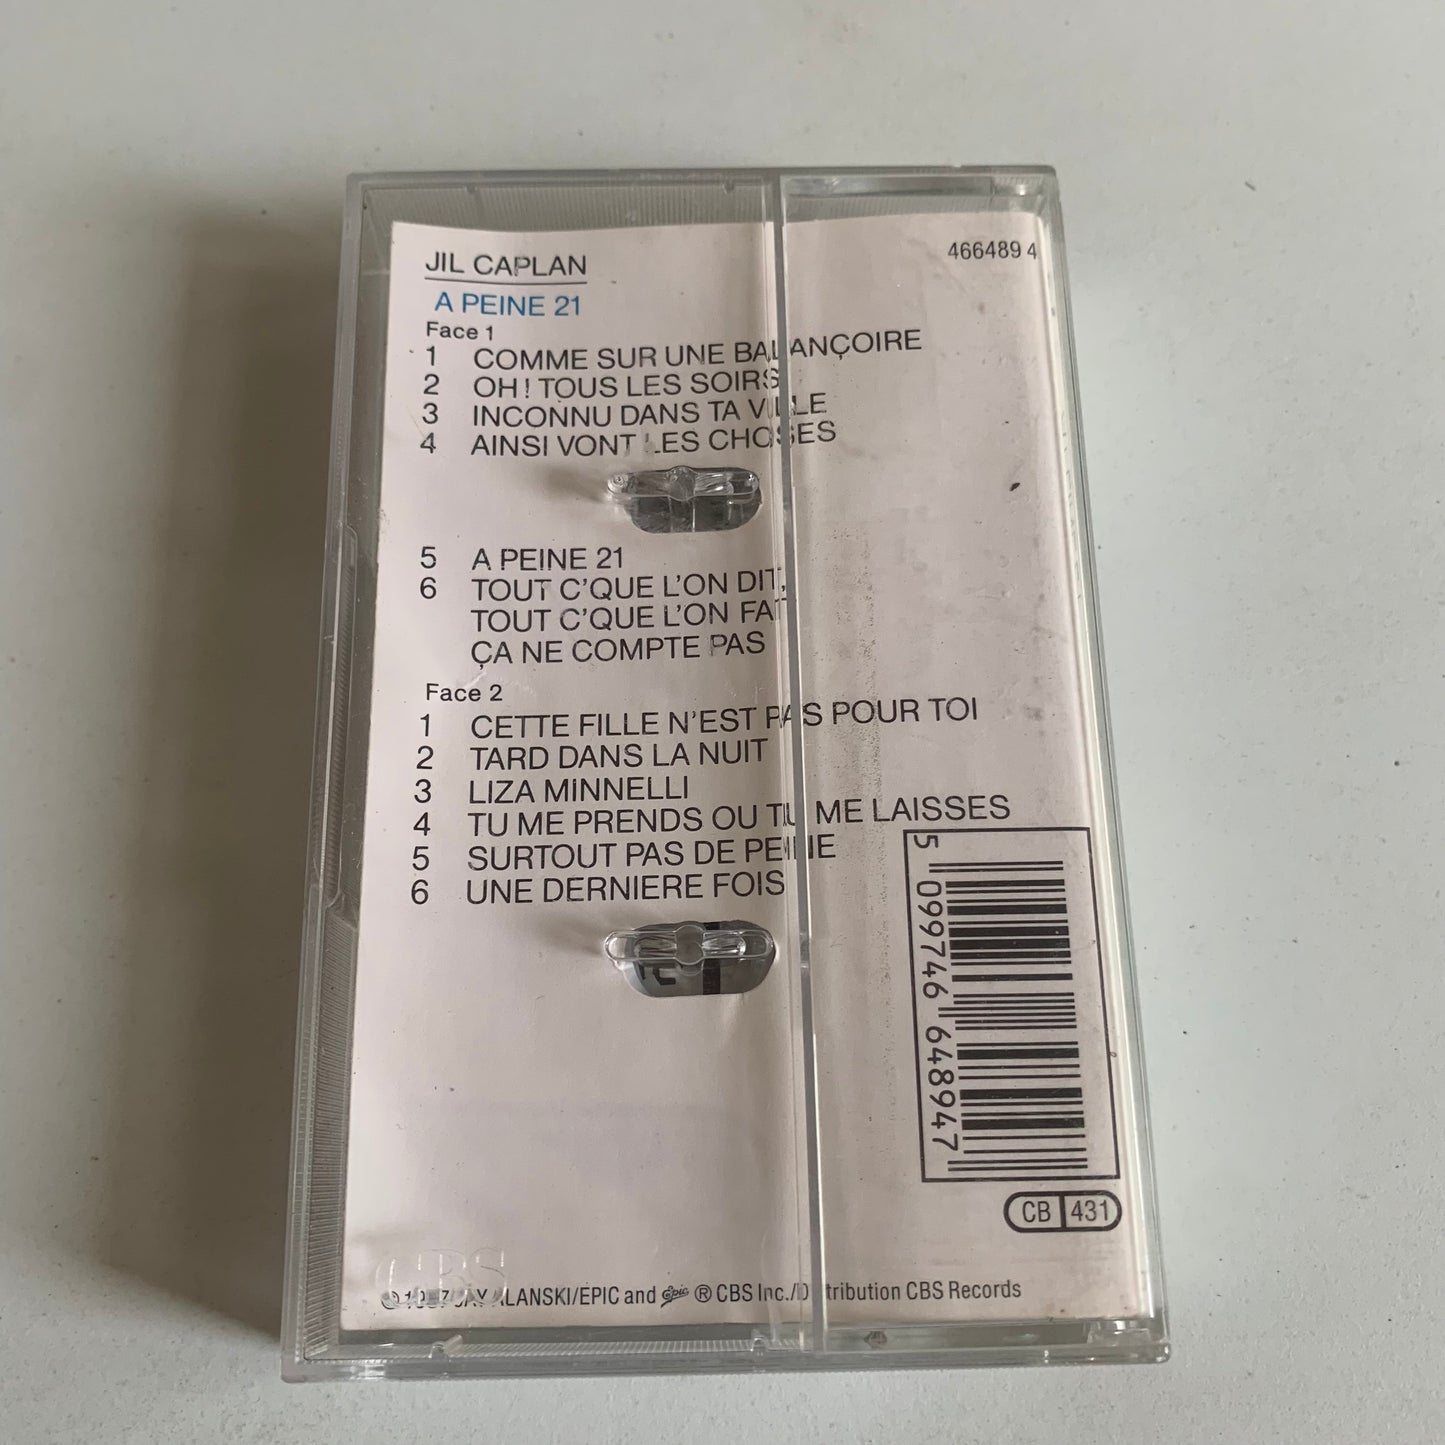 JIL CAPLAN
466489 4
A PEINE 21
Face 1
1 COMME SUR UNE BALANÇOIRE
2 OH! TOUS LES SOIRS
3 INCONNU DANS TA VILLE
4 AINSI VONT LES CHOSES
5 A PEINE 21
6 TOUT C'QUE L'ON DIT,
TOUT C'QUE L'ON FAIT
ÇA NE COMPTE PAS
Face 2
1 CETTE FILLE N'EST PAS POUR TOI
2 TARD DANS LA NUIT
3 LIZA MINNELLI
4 TU ME PRENDS OU TU ME LAISSES
5 SURTOUT PAS DE PEINE
6 UNE DERNIERE FOIS
5 099746 648947
CB 431
CBS
ALANSKI/EPIC and Epic ® CBS Inc./Distribution CBS Records